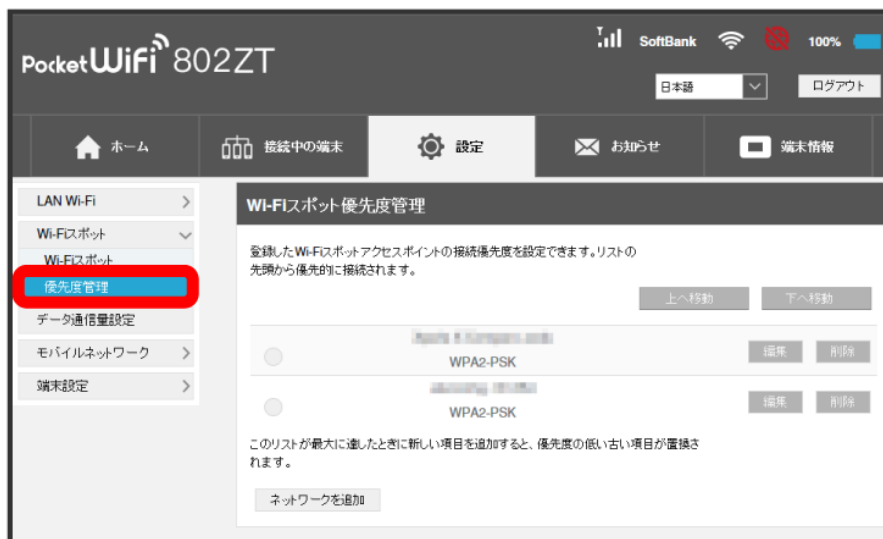 PocketWiFi 802ZT
SoftBank 100%
日本語 ログアウト
ホーム 接続中の端末 設定 お知らせ 端末情報
LAN Wi-Fi
Wi-Fiスポット
Wi-Fiスポット
優先度管理
データ通信量設定
モバイルネットワーク
端末設定
Wi-Fiスポット優先度管理
登録したWi-Fiスポットアクセスポイントの接続優先度を設定できます。リストの
先頭から優先的に接続されます。
上へ移動 下へ移動
WPA2-PSK
編集 削除
WPA2-PSK
編集 削除
このリストが最大に達したときに新しい項目を追加すると、優先度の低い古い項目が置換さ
れます。
ネットワークを追加